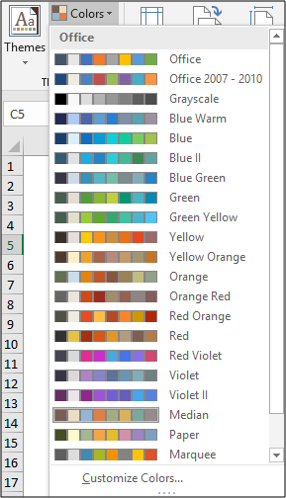 Colors
Aa
Themes
Office
Office
Office 2007 - 2010
Grayscale
C5
Blue Warm
Blue
Blue II
1
Blue Green
2
Green
3
Green Yellow
4
Yellow
5
Yellow Orange
6
Orange
7
Orange Red
8
Red Orange
9
Red
10
Red Violet
11
Violet
12
Violet II
13
Median
14
Paper
15
Marquee
16
Customize Colors...
17